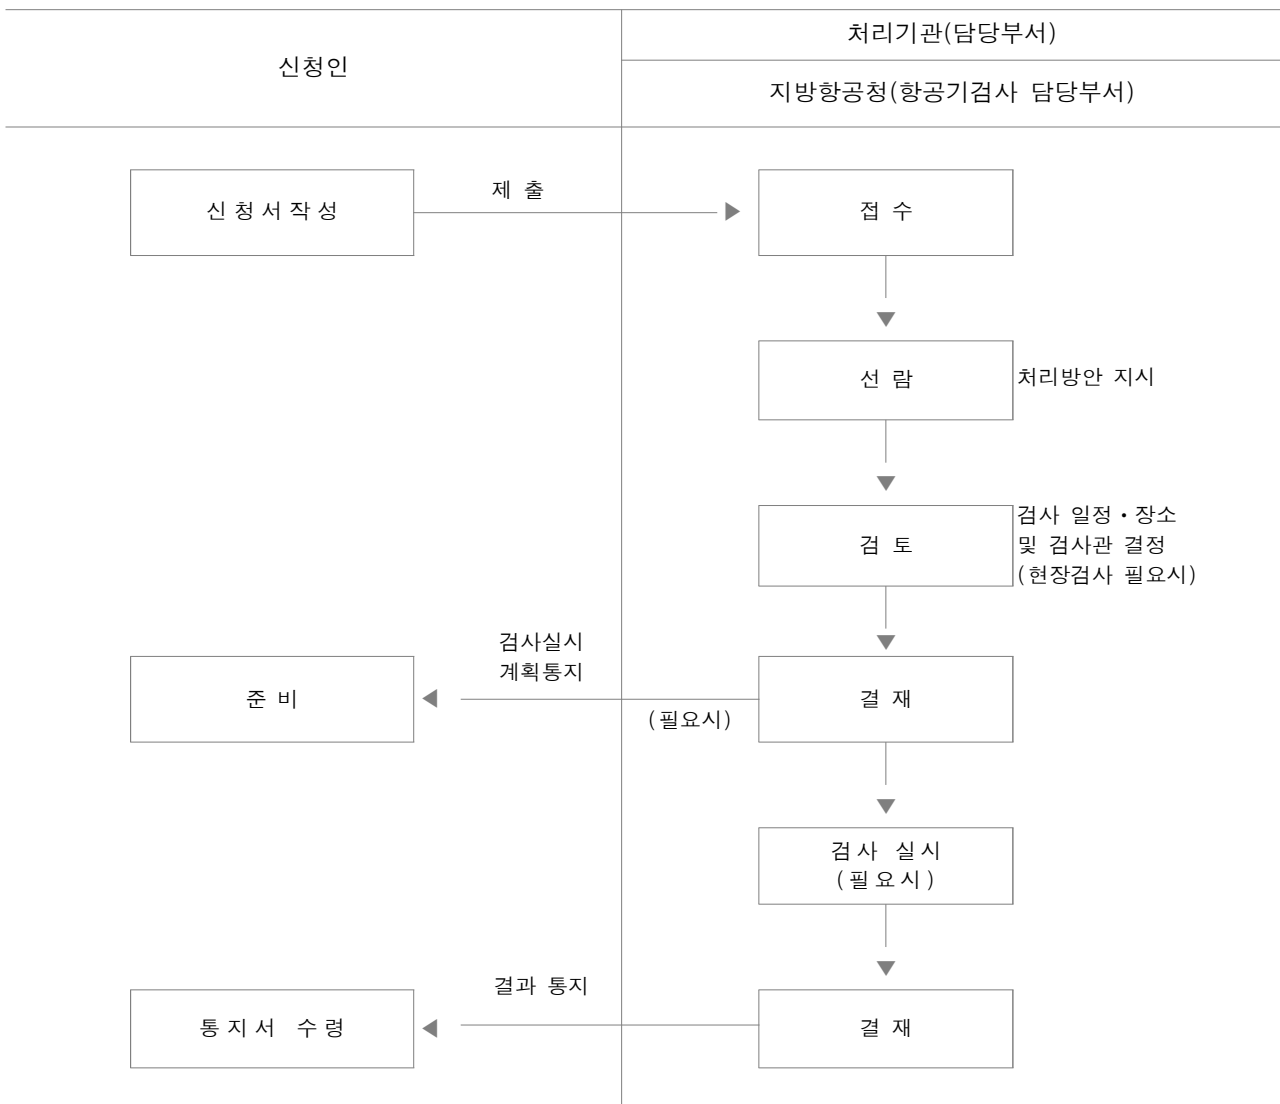 신청인
처리기관(담당부서)
지방항공청(항공기검사 담당부서)
신청서작성
제 출
접 수
선 람
처리방안 지시
검 토
검사 일정·장소
및 검사관 결정
(현장검사 필요시)
검사실시
계획통지
준 비
(필요시)
결 재
검사 실시
(필요시)
결과 통지
통지서 수령
결 재